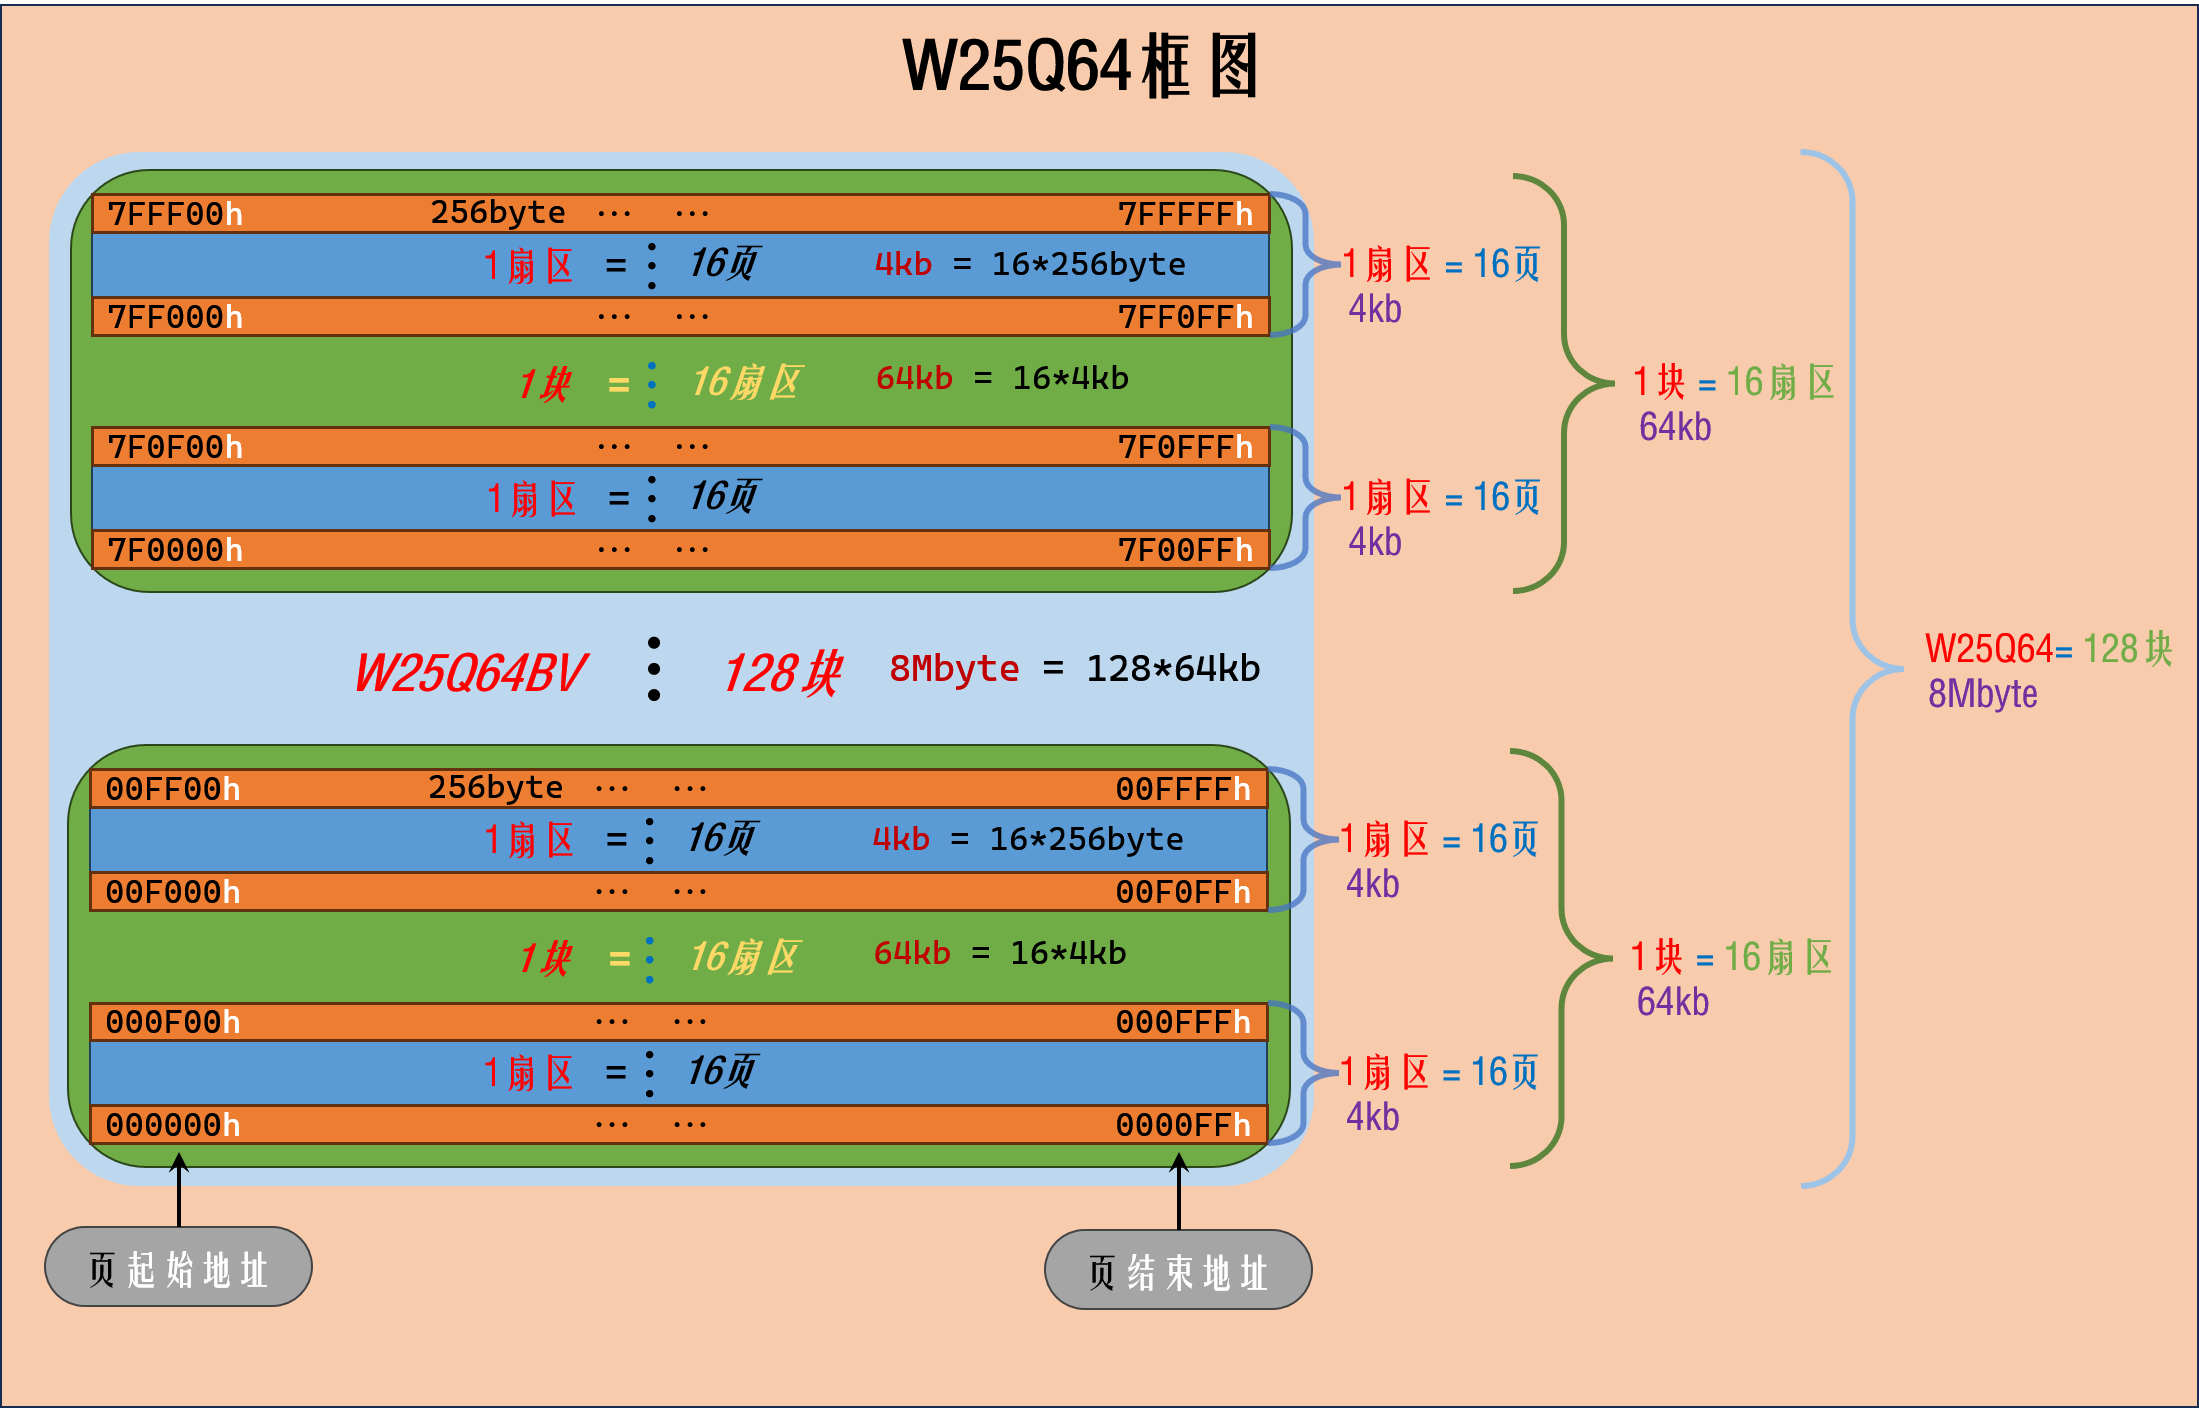 W25Q64框图
7FFF00h 256byte ... ... 7FFFFFh
1扇区 = ⋮ 16页 4kb = 16*256byte
1扇区 = 16页
4kb
7FF000h ... ... 7FF0FFh
1块 = ⋮ 16扇区 64kb = 16*4kb
1块 = 16扇区
64kb
7F0F00h ... ... 7F0FFFh
1扇区 = ⋮ 16页
1扇区 = 16页
4kb
7F0000h ... ... 7F00FFh
W25Q64BV ⋮ 128块 8Mbyte = 128*64kb
W25Q64= 128块
8Mbyte
00FF00h 256byte ... ... 00FFFFh
1扇区 = ⋮ 16页 4kb = 16*256byte
1扇区 = 16页
4kb
00F000h ... ... 00F0FFh
1块 = ⋮ 16扇区 64kb = 16*4kb
1块 = 16扇区
64kb
000F00h ... ... 000FFFh
1扇区 = ⋮ 16页
1扇区 = 16页
4kb
000000h ... ... 0000FFh
页起始地址
页结束地址